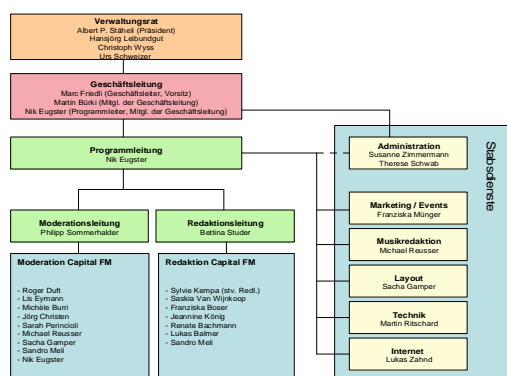 Verwaltungsrat
Albert P. Stäheli (Präsident)
Hansjörg Leibundgut
Christoph Wyss
Urs Schweizer
Geschäftsleitung
Marc Friedli (Geschäftsleiter, Vorsitz)
Martin Bürki (Mitgl. der Geschäftsleitung)
Nik Eugster (Programmleiter, Mitgl. der Geschäftsleitung)
Programmleitung
Nik Eugster
Moderationsleitung
Philipp Sommerhalder
Redaktionsleitung
Bettina Studer
Moderation Capital FM
- Roger Duft
- Lis Eymann
- Michèle Burri
- Jörg Christen
- Sarah Perincioli
- Michael Reusser
- Sacha Gamper
- Sandro Meli
- Nik Eugster
Redaktion Capital FM
- Sylvie Kempa (stv. Redl.)
- Saskia Van Wijnkoop
- Franziska Boser
- Jeannine König
- Renate Bachmann
- Lukas Balmer
- Sandro Meli
Stabsdienste
Administration
Susanne Zimmermann
Therese Schwab
Marketing / Events
Franziska Münger
Musikredaktion
Michael Reusser
Layout
Sacha Gamper
Technik
Martin Ritschard
Internet
Lukas Zahnd